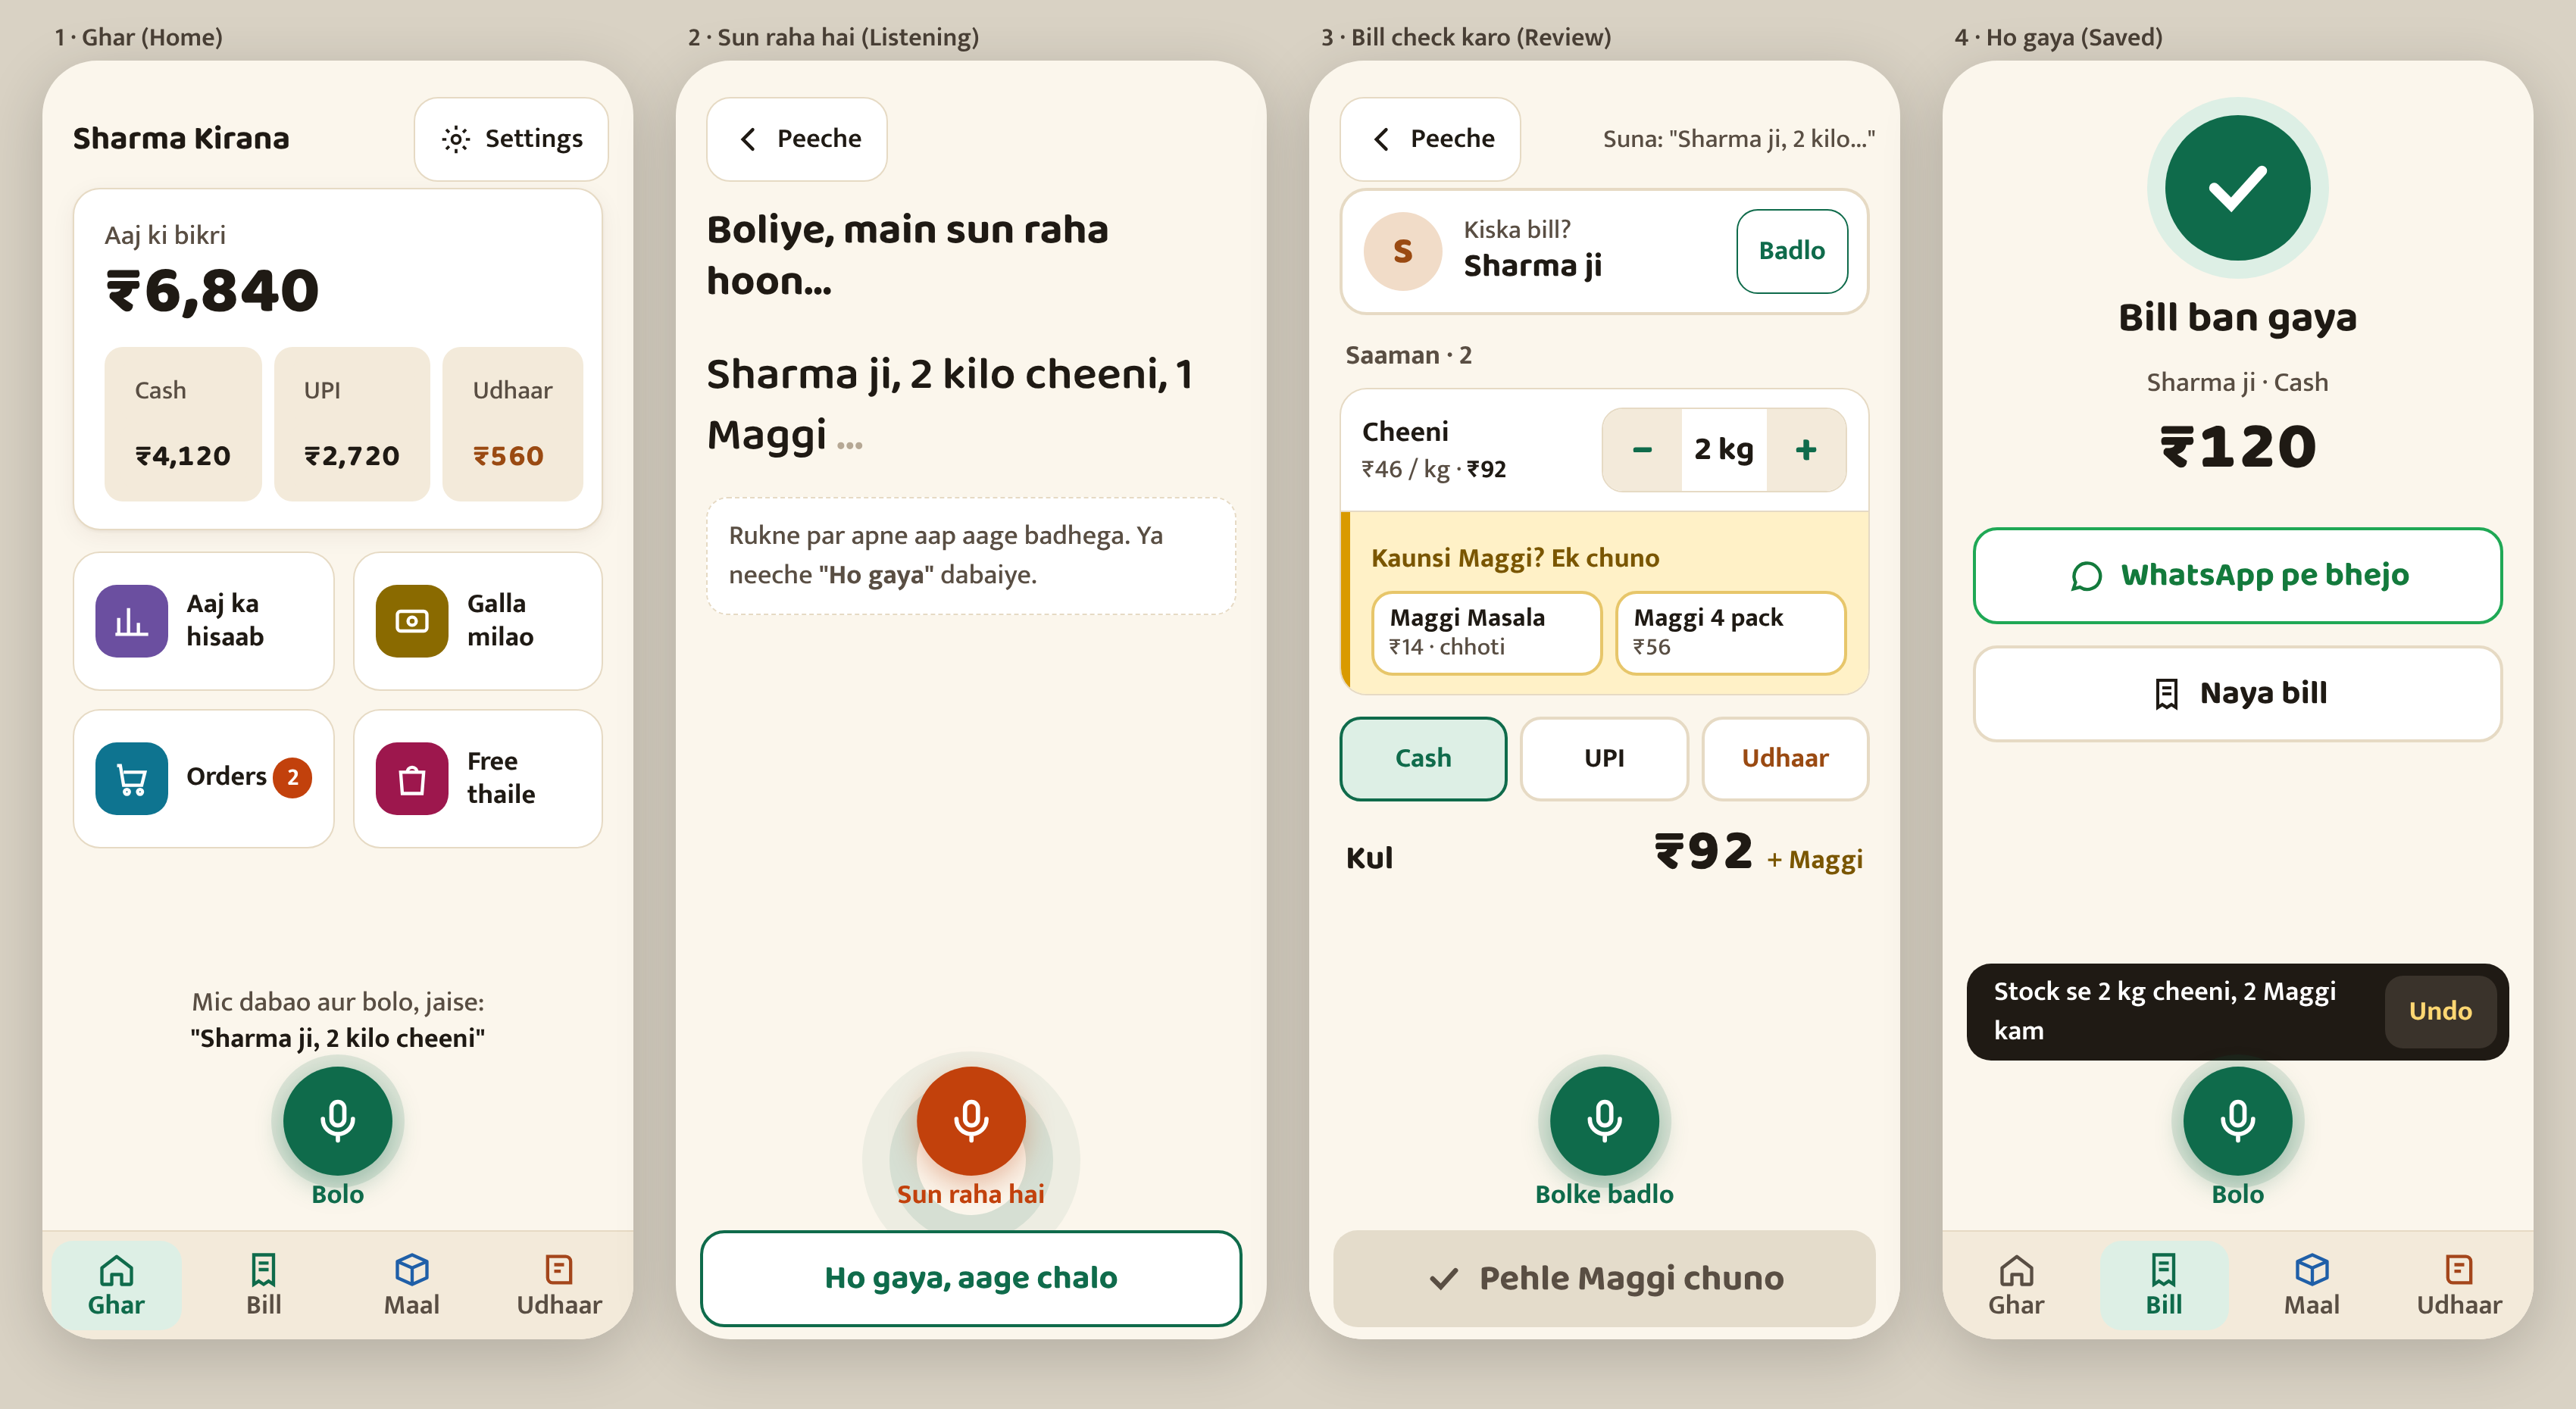 1 · Ghar (Home)
Sharma Kirana
Settings
Aaj ki bikri
₹6,840
Cash
₹4,120
UPI
₹2,720
Udhaar
₹560
Aaj ka
hisaab
Galla
milao
Orders 2
Free
thaile
Mic dabao aur bolo, jaise:
"Sharma ji, 2 kilo cheeni"
Bolo
Ghar
Bill
Maal
Udhaar
2 · Sun raha hai (Listening)
Peeche
Boliye, main sun raha
hoon...
Sharma ji, 2 kilo cheeni, 1
Maggi ...
Rukne par apne aap aage badhega. Ya
neeche "Ho gaya" dabaiye.
Sun raha hai
Ho gaya, aage chalo
3 · Bill check karo (Review)
Peeche
Suna: "Sharma ji, 2 kilo..."
S
Kiska bill?
Sharma ji
Badlo
Saaman · 2
Cheeni
₹46 / kg · ₹92
− 2 kg +
Kaunsi Maggi? Ek chuno
Maggi Masala
₹14 · chhoti
Maggi 4 pack
₹56
Cash
UPI
Udhaar
Kul
₹92 + Maggi
Bolke badlo
Pehle Maggi chuno
4 · Ho gaya (Saved)
Bill ban gaya
Sharma ji · Cash
₹120
WhatsApp pe bhejo
Naya bill
Stock se 2 kg cheeni, 2 Maggi
kam
Undo
Bolo
Ghar
Bill
Maal
Udhaar